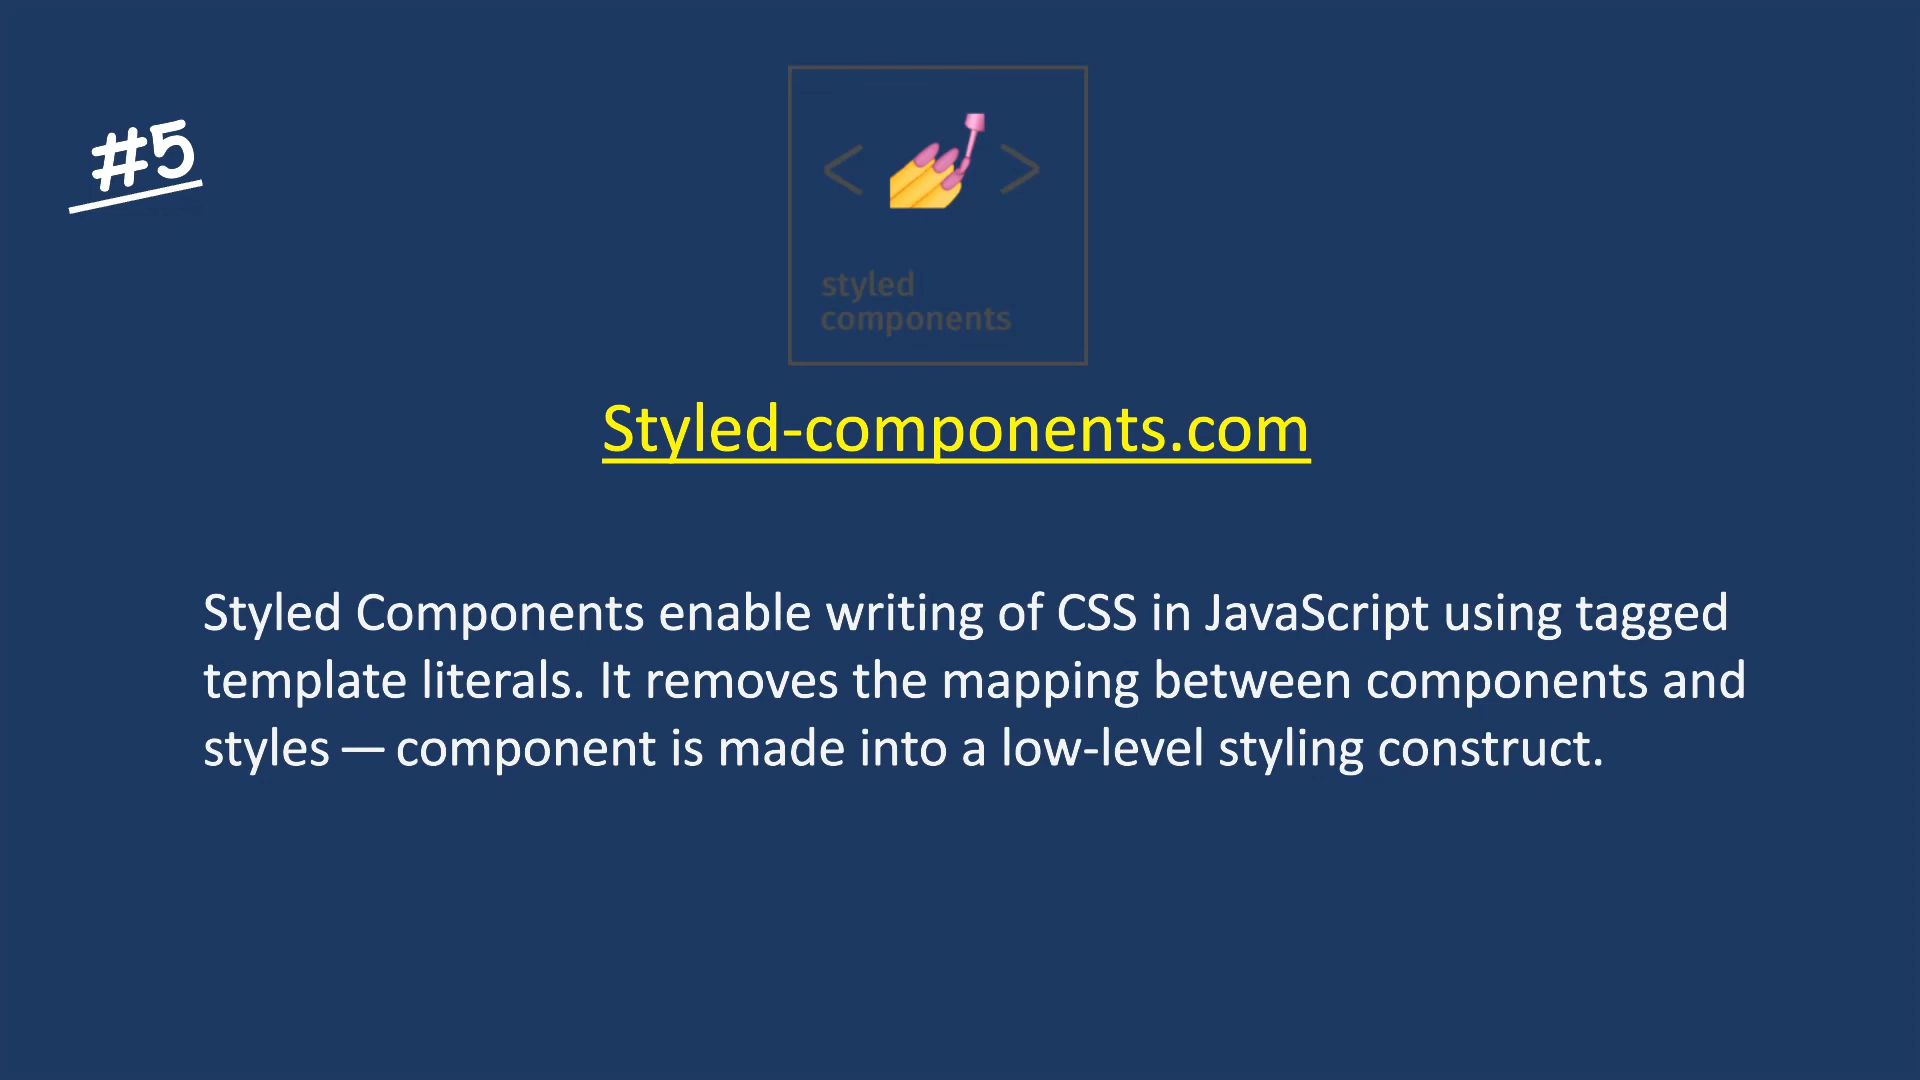 #5
< >
styled
components
Styled-components.com
Styled Components enable writing of CSS in JavaScript using tagged
template literals. It removes the mapping between components and
styles — component is made into a low-level styling construct.